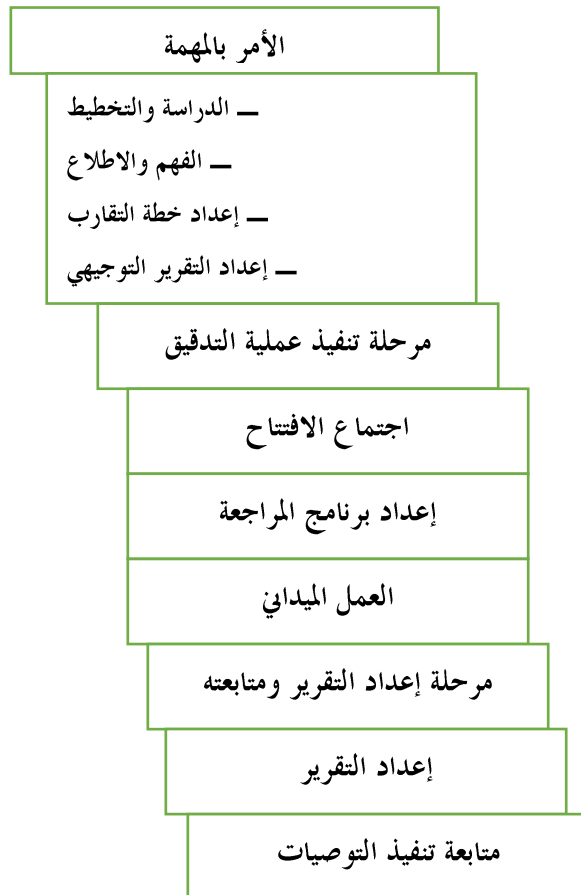 الأمر بالمهمة
ــ الدراسة والتخطيط
ــ الفهم والاطلاع
ــ إعداد خطة التقارب
ــ إعداد التقرير التوجيهي
مرحلة تنفيذ عملية التدقيق
اجتماع الافتتاح
إعداد برنامج المراجعة
العمل الميداني
مرحلة إعداد التقرير ومتابعته
إعداد التقرير
متابعة تنفيذ التوصيات